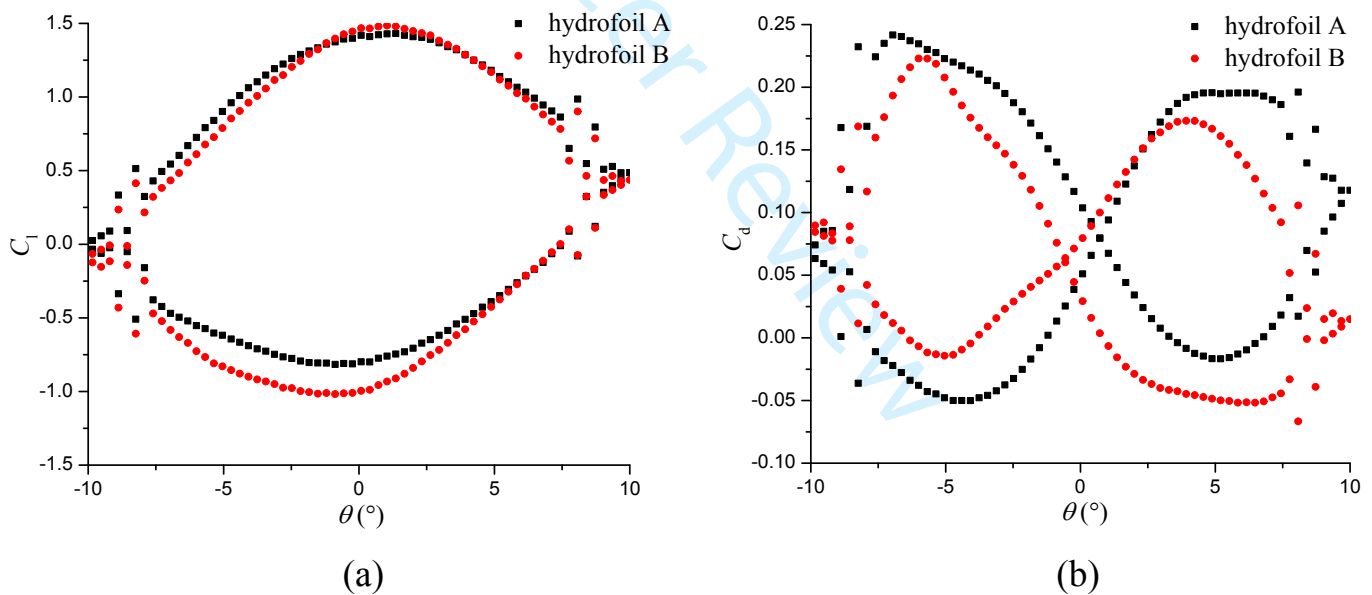 hydrofoil A
hydrofoil B
1.5
1.0
0.5
0.0
-0.5
-1.0
-1.5
C_l
-10
-5
0
5
10
θ (°)
(a)
hydrofoil A
hydrofoil B
0.25
0.20
0.15
0.10
0.05
0.00
-0.05
-0.10
C_d
-10
-5
0
5
10
θ (°)
(b)
er Review